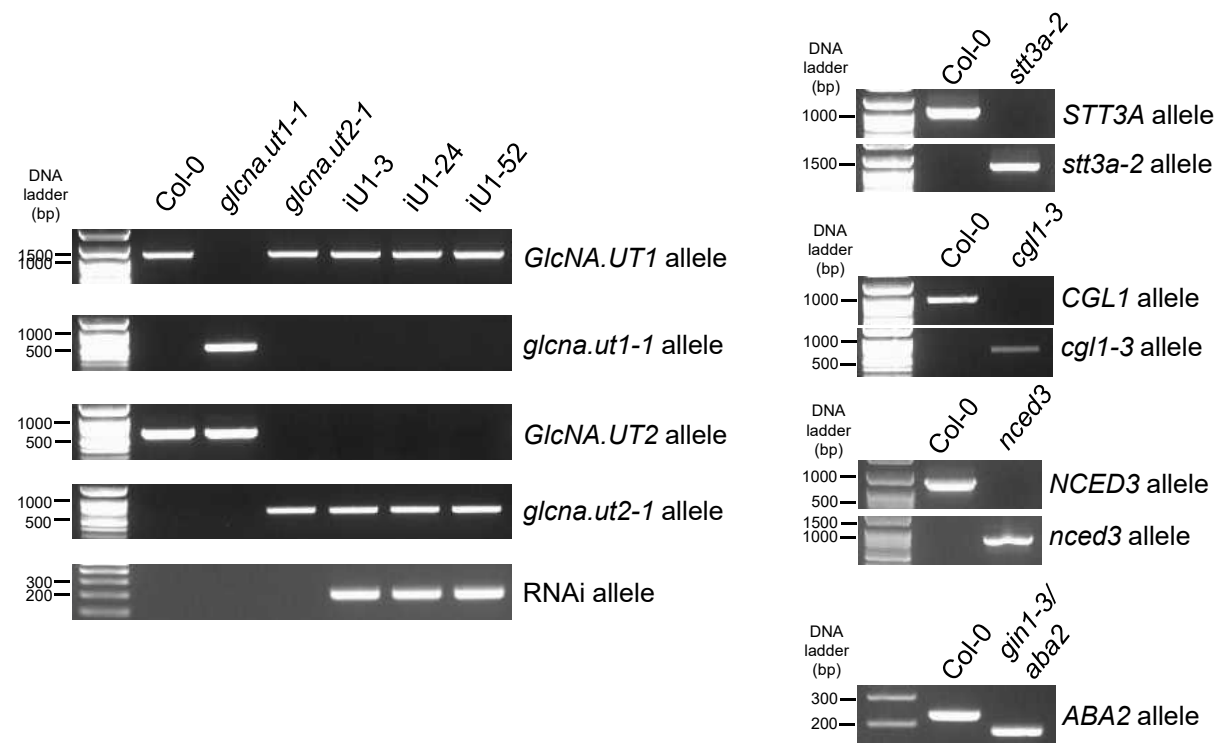 DNA
ladder
(bp)
Col-0
glcna.ut1-1
glcna.ut2-1
iU1-3
iU1-24
iU1-52
1500
1000
GlcNA.UT1 allele
1000
500
glcna.ut1-1 allele
1000
500
GlcNA.UT2 allele
1000
500
glcna.ut2-1 allele
300
200
RNAi allele
DNA
ladder
(bp)
Col-0
stt3a-2
1000
STT3A allele
1500
stt3a-2 allele
DNA
ladder
(bp)
Col-0
cgl1-3
1000
CGL1 allele
1000
500
cgl1-3 allele
DNA
ladder
(bp)
Col-0
nced3
1000
500
NCED3 allele
1500
1000
nced3 allele
DNA
ladder
(bp)
Col-0
gin1-3/
aba2
300
200
ABA2 allele